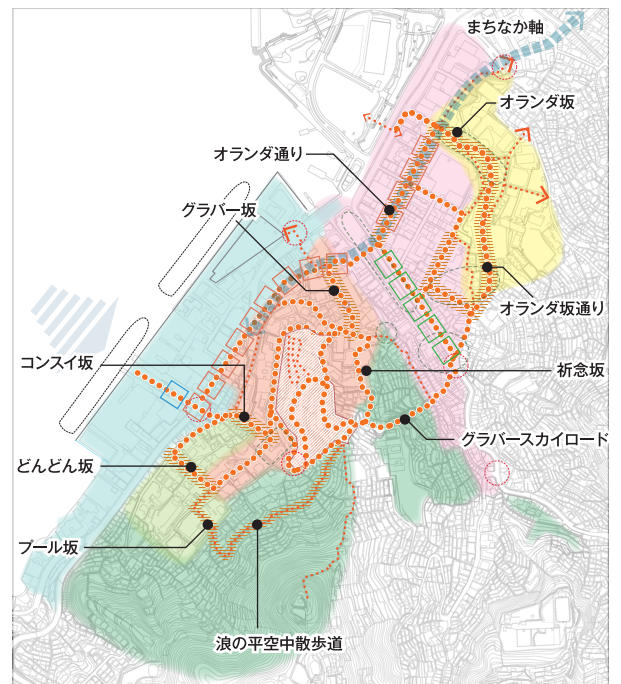 まちなか軸
オランダ坂
オランダ通り
グラバー坂
オランダ坂通り
コンスイ坂
祈念坂
グラバースカイロード
どんどん坂
プール坂
浪の平空中散歩道